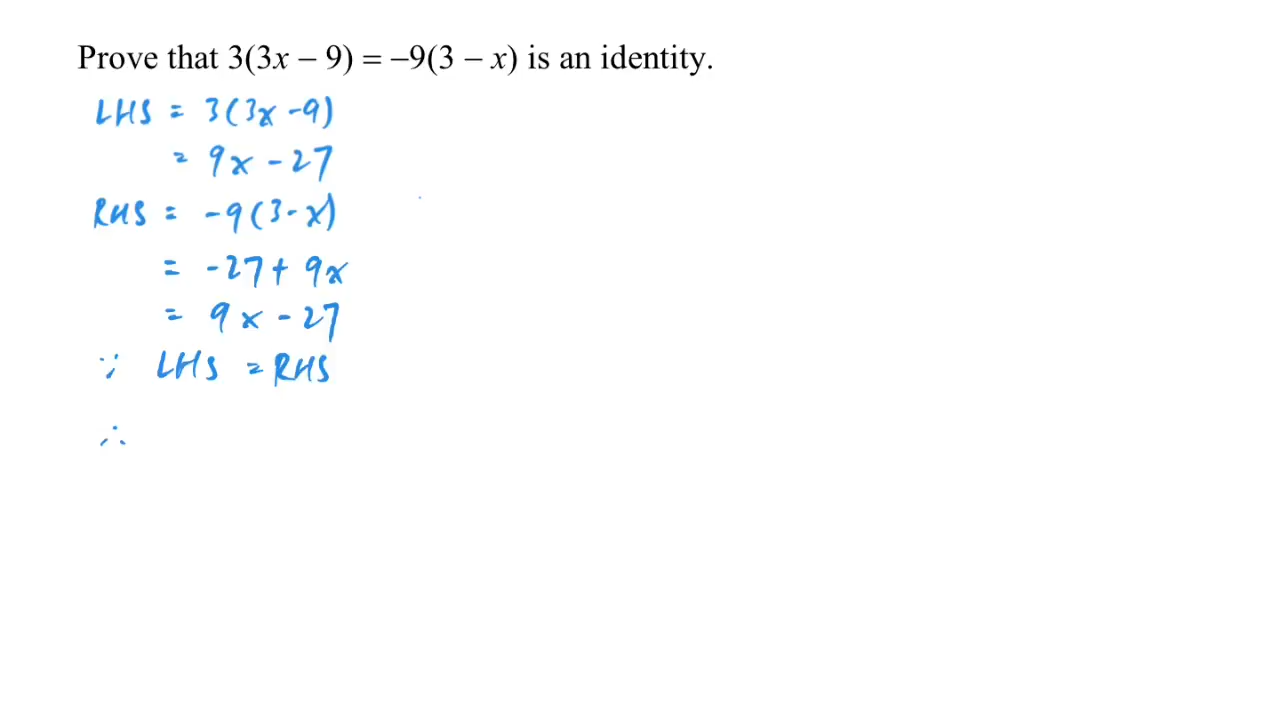 Prove that 3(3x − 9) = −9(3 − x) is an identity.
LHS = 3(3x - 9)
= 9x - 27
RHS = -9(3 - x)
= -27 + 9x
= 9x - 27
∵ LHS = RHS
∴